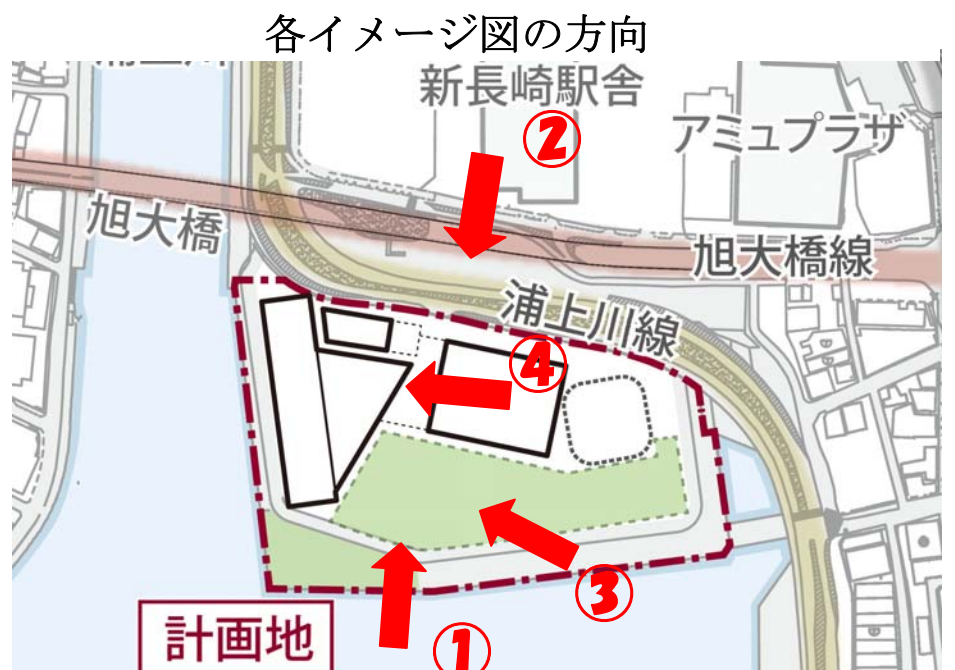 各イメージ図の方向
新長崎駅舎
②
アミュプラザ
旭大橋
旭大橋線
浦上川線
④
③
①
計画地